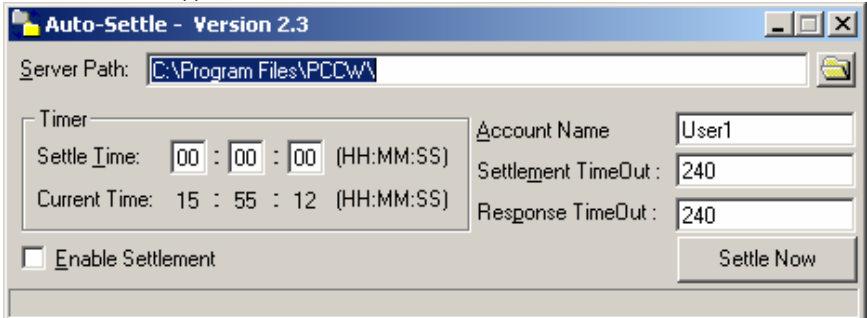 Auto-Settle - Version 2.3
Server Path: C:\Program Files\PCCW\
Timer
Settle Time: 00 : 00 : 00 (HH:MM:SS)
Current Time: 15 : 55 : 12 (HH:MM:SS)
Account Name User1
Settlement TimeOut : 240
Response TimeOut : 240
Enable Settlement
Settle Now